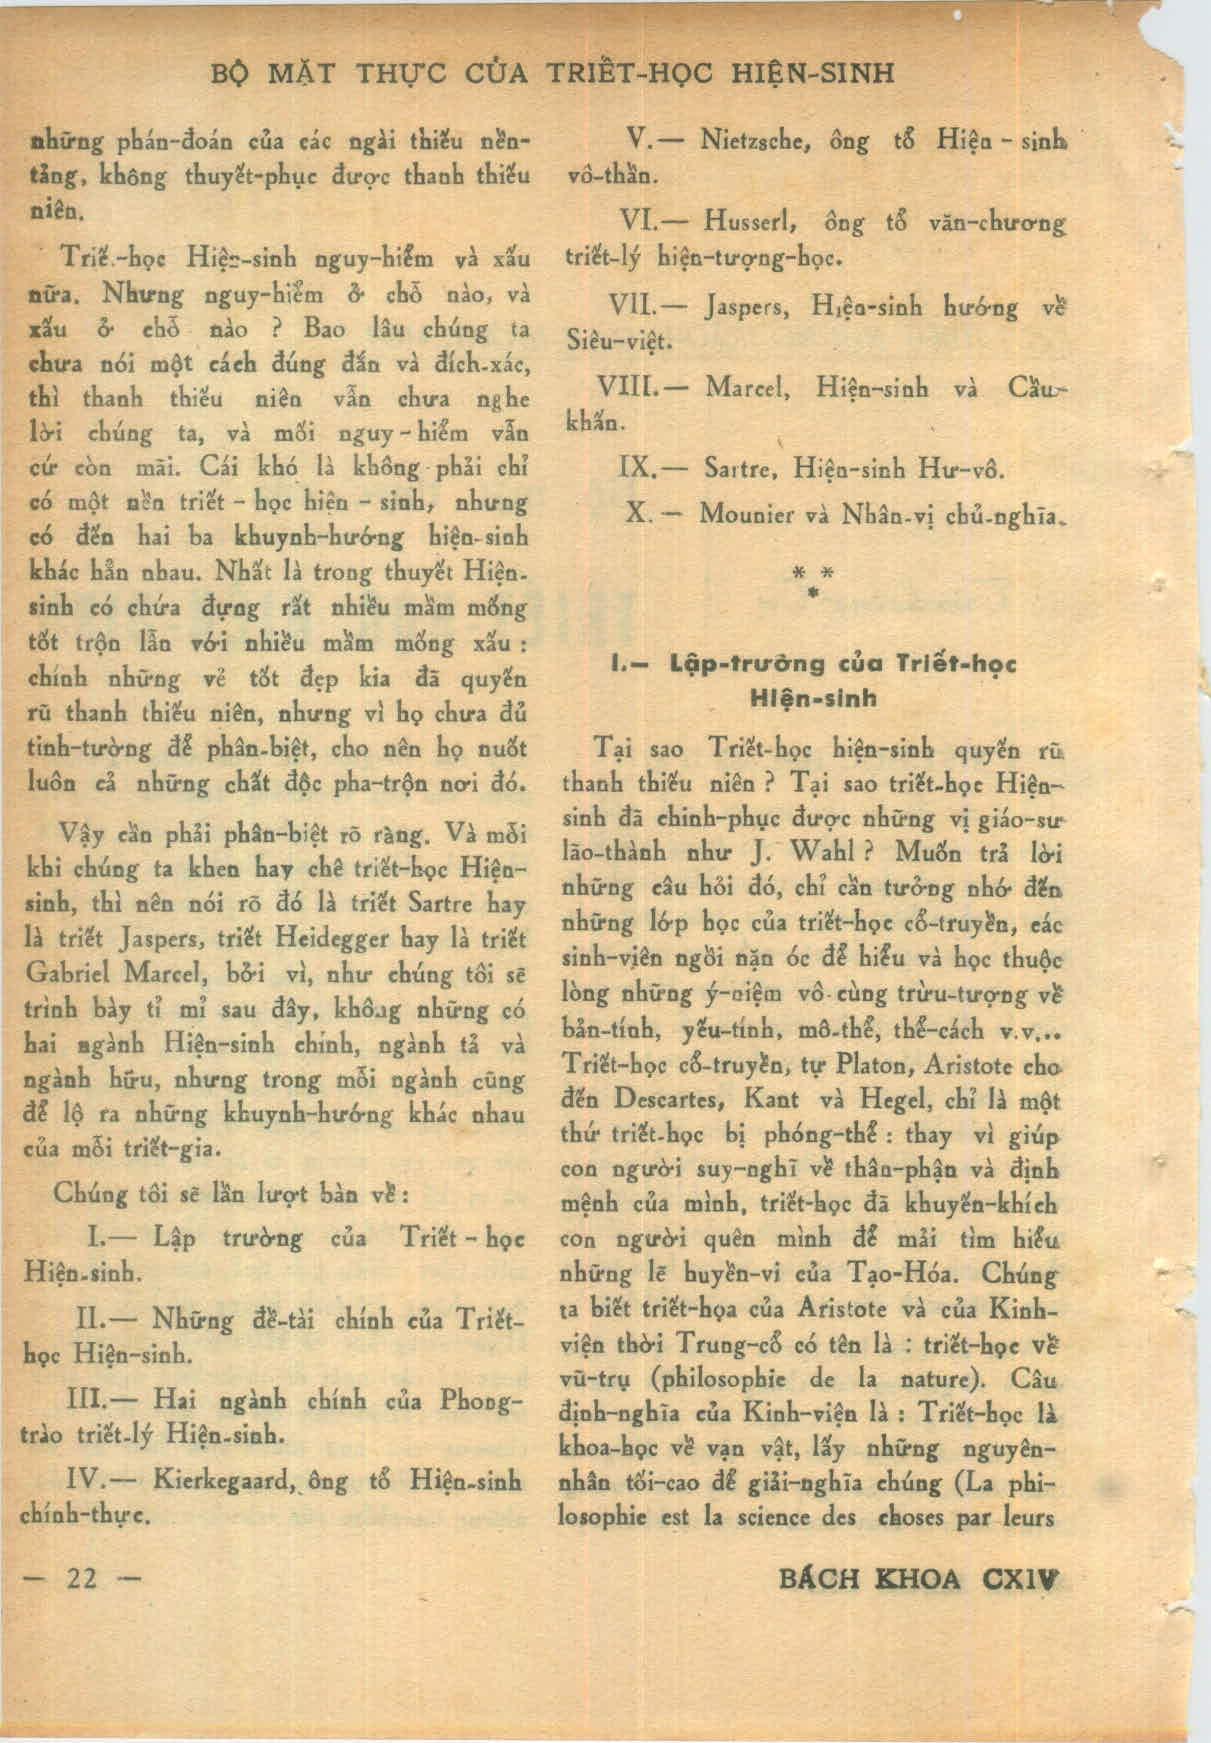 BỘ MẶT THỰC CỦA TRIẾT-HỌC HIỆN-SINH
những phán-đoán của các ngài thiếu nền-
tảng, không thuyết-phục được thanh thiếu
niên.
Triế.-học Hiện-sinh nguy-hiểm và xấu
nữa. Nhưng nguy-hiểm ở chỗ nào, và
xấu ở chỗ nào ? Bao lâu chúng ta
chưa nói một cách đúng đắn và đích-xác,
thì thanh thiếu niên vẫn chưa nghe
lời chúng ta, và mối nguy-hiểm vẫn
cứ còn mãi. Cái khó là không phải chỉ
có một nền triết-học hiện-sinh, nhưng
có đến hai ba khuynh-hướng hiện-sinh
khác hẳn nhau. Nhất là trong thuyết Hiện-
sinh có chứa đựng rất nhiều mầm mống
tốt trộn lẫn với nhiều mầm mống xấu :
chính những vẻ tốt đẹp kia đã quyến
rũ thanh thiếu niên, nhưng vì họ chưa đủ
tinh-tường để phân-biệt, cho nên họ nuốt
luôn cả những chất độc pha-trộn nơi đó.
Vậy cần phải phân-biệt rõ ràng. Và mỗi
khi chúng ta khen hay chê triết-học Hiện-
sinh, thì nên nói rõ đó là triết Sartre hay
là triết Jaspers, triết Heidegger hay là triết
Gabriel Marcel, bởi vì, như chúng tôi sẽ
trình bày tỉ mỉ sau đây, không những có
hai ngành Hiện-sinh chính, ngành tả và
ngành hữu, nhưng trong mỗi ngành cũng
để lộ ra những khuynh-hướng khác nhau
của mỗi triết-gia.
Chúng tôi sẽ lần lượt bàn về :
I.— Lập trường của Triết-học
Hiện-sinh.
II.— Những đề-tài chính của Triết-
học Hiện-sinh.
III.— Hai ngành chính của Phong-
trào triết-lý Hiện-sinh.
IV.— Kierkegaard, ông tổ Hiện-sinh
chính-thực.
V.— Nietzsche, ông tổ Hiện-sinh
vô-thần.
VI.— Husserl, ông tổ văn-chương
triết-lý hiện-tượng-học.
VII.— Jaspers, Hiện-sinh hướng về
Siêu-việt.
VIII.— Marcel, Hiện-sinh và Cầu-
khấn.
IX.— Sartre, Hiện-sinh Hư-vô.
X.— Mounier và Nhân-vị chủ-nghĩa.
* *
*
I.— Lập-trường của Triết-học
Hiện-sinh
Tại sao Triết-học hiện-sinh quyến rũ
thanh thiếu niên ? Tại sao triết-học Hiện-
sinh đã chinh-phục được những vị giáo-sư
lão-thành như J. Wahl ? Muốn trả lời
những câu hỏi đó, chỉ cần tưởng nhớ đến
những lớp học của triết-học cổ-truyền, các
sinh-viện ngồi nặn óc để hiểu và học thuộc
lòng những ý-niệm vô-cùng trừu-tượng về
bản-tính, yếu-tính, mô-thể, thể-cách v.v...
Triết-học cổ-truyền, tự Platon, Aristote cho
đến Descartes, Kant và Hegel, chỉ là một
thứ triết-học bị phóng-thể : thay vì giúp
con người suy-nghĩ về thân-phận và định
mệnh của mình, triết-học đã khuyến-khích
con người quên mình để mải tìm hiểu
những lẽ huyền-vi của Tạo-Hóa. Chúng
ta biết triết-họa của Aristote và của Kinh-
viện thời Trung-cổ có tên là : triết-học về
vũ-trụ (philosophie de la nature). Câu
định-nghĩa của Kinh-viện là : Triết-học là
khoa-học về vạn vật, lấy những nguyên-
nhân tối-cao để giải-nghĩa chúng (La phi-
losophie est la science des choses par leurs
— 22 —
BÁCH KHOA CXIV